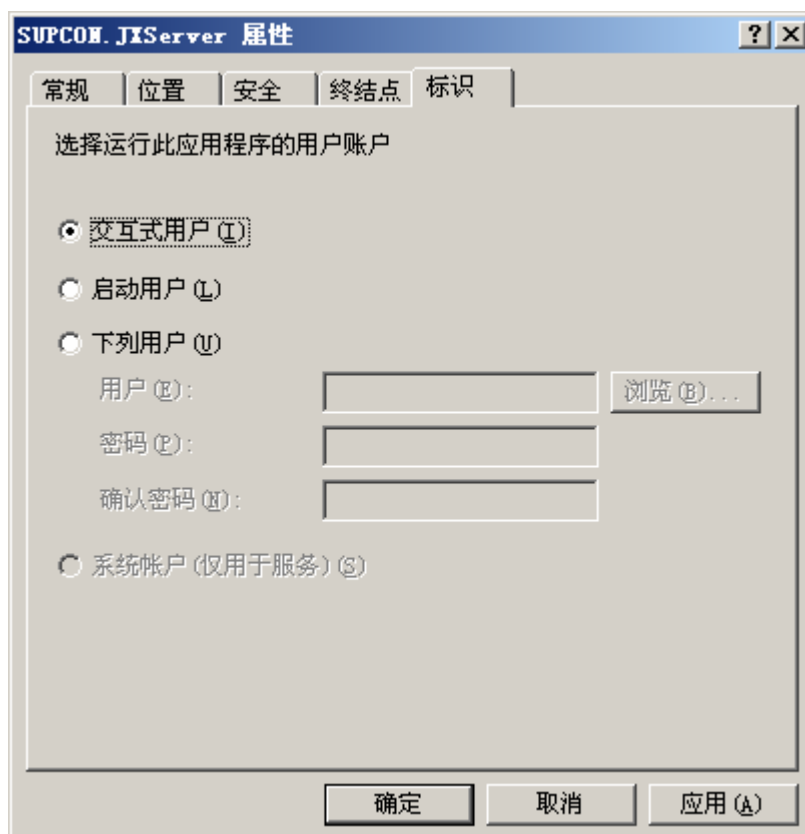 SUPCON.JXServer 属性
常规 位置 安全 终结点 标识
选择运行此应用程序的用户账户
交互式用户(I)
启动用户(L)
下列用户(U)
用户(E): 浏览(B)...
密码(P):
确认密码(N):
系统帐户(仅用于服务)(S)
确定 取消 应用(A)